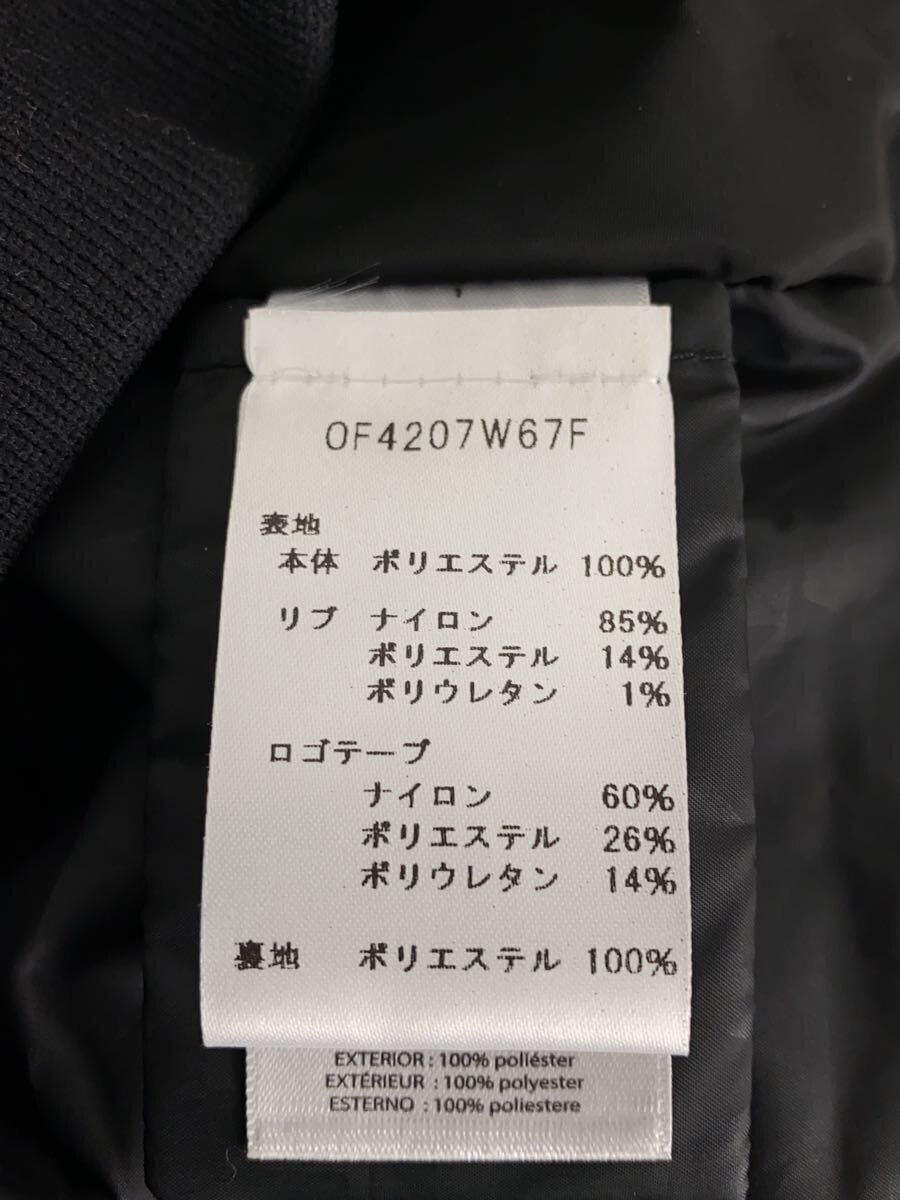 OF4207W67F
表地
本体 ポリエステル 100%
リブ ナイロン 85%
ポリエステル 14%
ポリウレタン 1%
ロゴテープ
ナイロン 60%
ポリエステル 26%
ポリウレタン 14%
裏地 ポリエステル 100%
EXTERIOR : 100% poliéster
EXTÉRIEUR : 100% polyester
ESTERNO : 100% poliestere